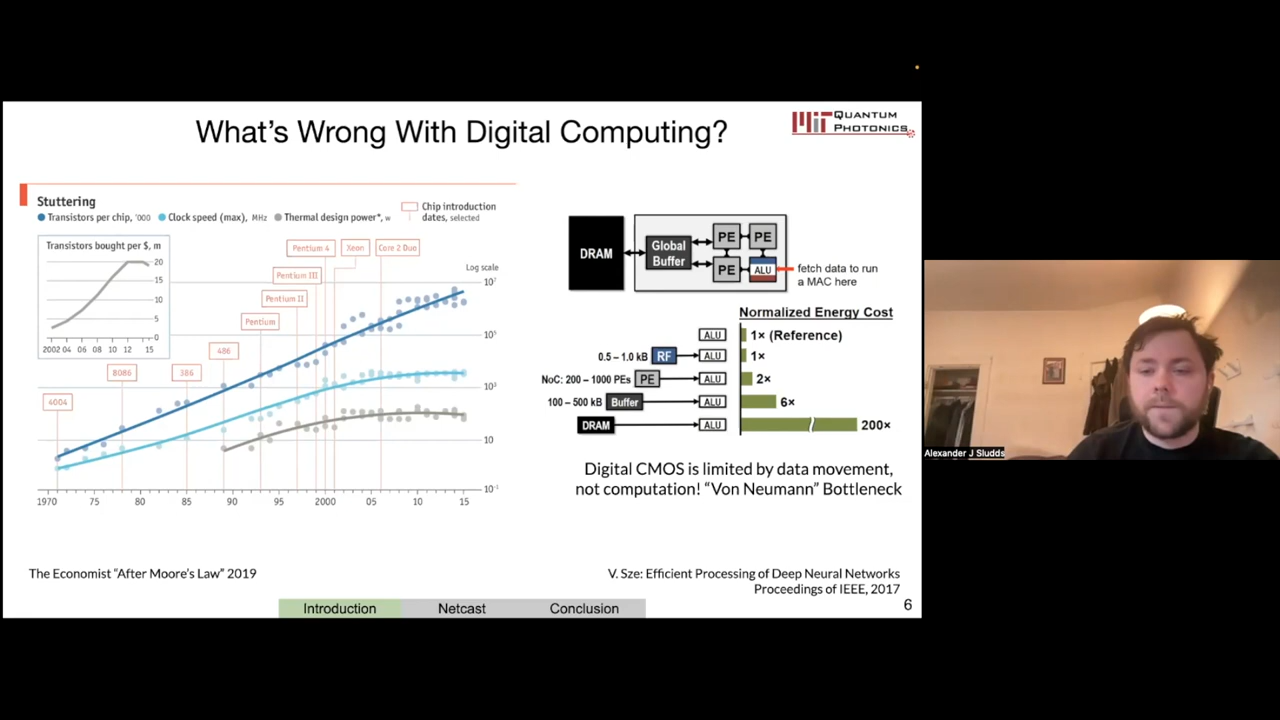 What's Wrong With Digital Computing?
MIT QUANTUM PHOTONICS
Stuttering
Transistors per chip, '000
Clock speed (max), MHz
Thermal design power*, w
Chip introduction
dates, selected
Transistors bought per $, m
20
15
10
5
0
2002 04 06 08 10 12 15
Pentium 4
Xeon
Core 2 Duo
Pentium III
Pentium II
Pentium
486
386
8086
4004
Log scale
10⁷
10⁵
10³
10
10⁻¹
1970 75 80 85 90 95 2000 05 10 15
DRAM
Global
Buffer
PE PE
PE ALU
fetch data to run
a MAC here
Normalized Energy Cost
ALU 1× (Reference)
0.5 – 1.0 kB RF ALU 1×
NoC: 200 – 1000 PEs PE ALU 2×
100 – 500 kB Buffer ALU 6×
DRAM ALU 200×
Digital CMOS is limited by data movement,
not computation! “Von Neumann” Bottleneck
The Economist “After Moore's Law” 2019
V. Sze: Efficient Processing of Deep Neural Networks
Proceedings of IEEE, 2017
Introduction Netcast Conclusion
6
Alexander J Sludds